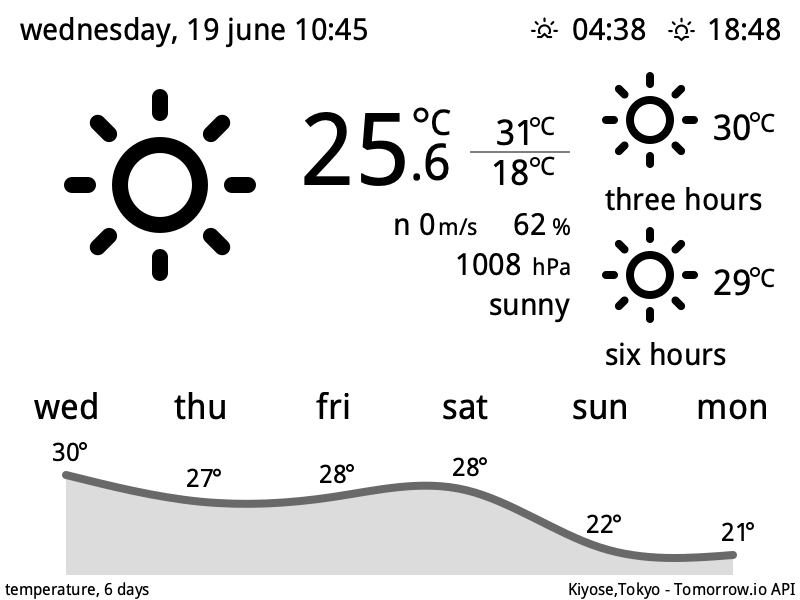 wednesday, 19 june 10:45 04:38 18:48
25.6 °C
31°C
18°C
n 0 m/s 62 %
1008 hPa
sunny
30°C
three hours
29°C
six hours
wed thu fri sat sun mon
30° 27° 28° 28° 22° 21°
temperature, 6 days
Kiyose,Tokyo - Tomorrow.io API